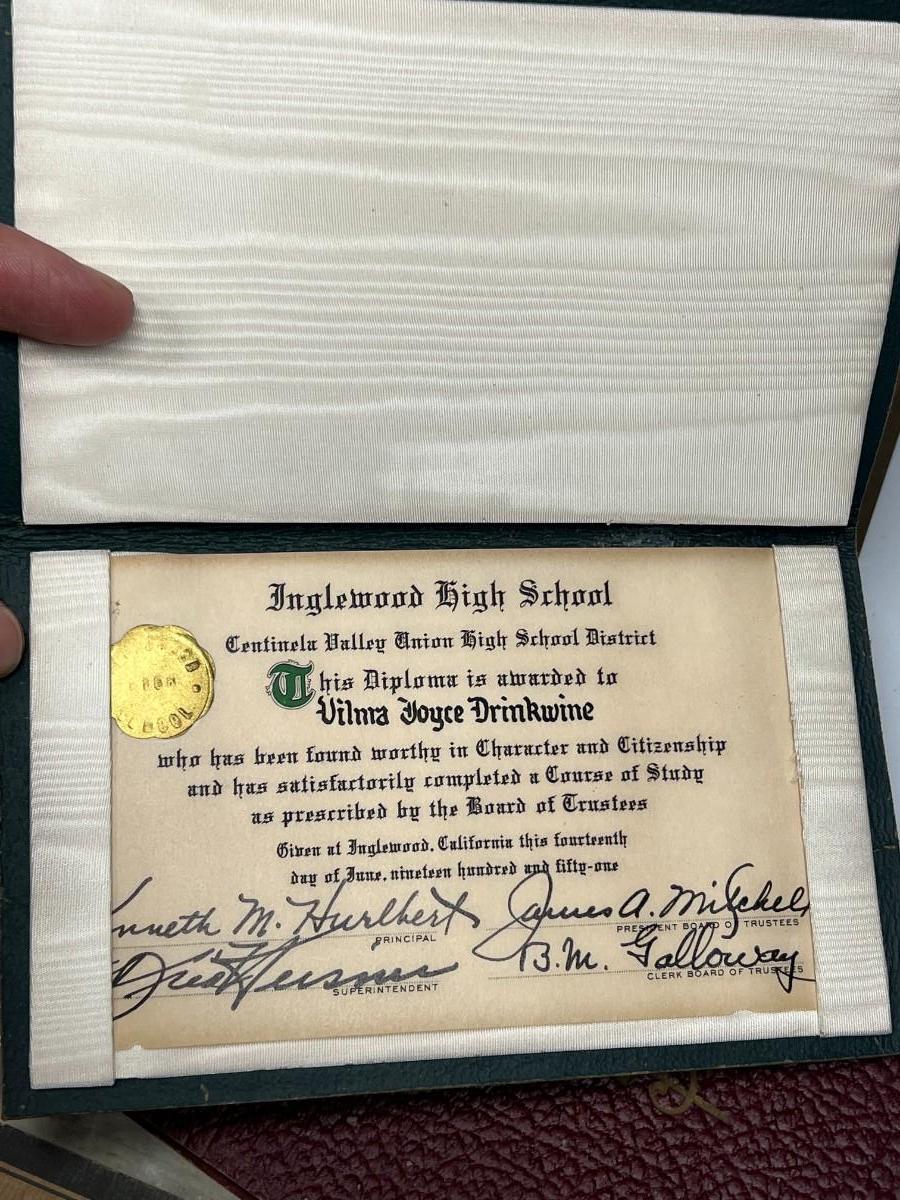 Inglewood High School
Centinela Valley Union High School District
This Diploma is awarded to
Vilma Joyce Drinkwine
who has been found worthy in Character and Citizenship
and has satisfactorily completed a Course of Study
as prescribed by the Board of Trustees
Given at Inglewood, California this fourteenth
day of June, nineteen hundred and fifty-one
nneth M. Hurlbert
PRINCIPAL
James A. Mitchell
PRESIDENT BOARD OF TRUSTEES
SUPERINTENDENT
B.M. Galloway
CLERK BOARD OF TRUSTEES